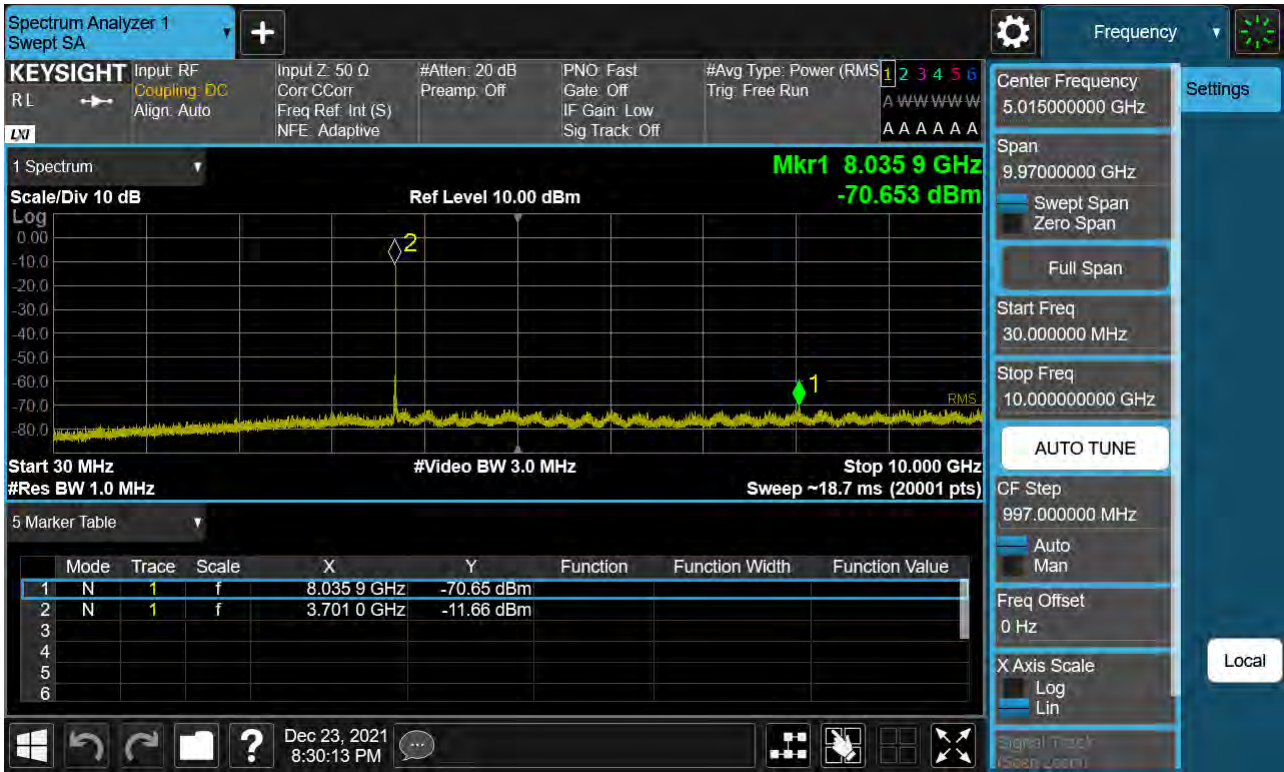 Spectrum Analyzer 1
Swept SA
Frequency
KEYSIGHT
RL
LXI
Input: RF
Coupling: DC
Align: Auto
Input Z: 50 Ω
Corr CCorr
Freq Ref: Int (S)
NFE: Adaptive
#Atten: 20 dB
Preamp: Off
PNO: Fast
Gate: Off
IF Gain: Low
Sig Track: Off
#Avg Type: Power (RMS
Trig: Free Run
1 2 3 4 5 6
A W W W W W
A A A A A A
1 Spectrum
Mkr1 8.035 9 GHz
Scale/Div 10 dB
Ref Level 10.00 dBm
-70.653 dBm
Log
0.00
-10.0
-20.0
-30.0
-40.0
-50.0
-60.0
-70.0
-80.0
2
1
RMS
Start 30 MHz
#Video BW 3.0 MHz
Stop 10.000 GHz
#Res BW 1.0 MHz
Sweep ~18.7 ms (20001 pts)
5 Marker Table
Mode Trace Scale X Y Function Function Width Function Value
1 N 1 f 8.035 9 GHz -70.65 dBm
2 N 1 f 3.701 0 GHz -11.66 dBm
3
4
5
6
Dec 23, 2021
8:30:13 PM
Center Frequency
5.015000000 GHz
Settings
Span
9.97000000 GHz
Swept Span
Zero Span
Full Span
Start Freq
30.000000 MHz
Stop Freq
10.000000000 GHz
AUTO TUNE
CF Step
997.000000 MHz
Auto
Man
Freq Offset
0 Hz
X Axis Scale
Log
Lin
Local
Signal Track
(Span Zoom)